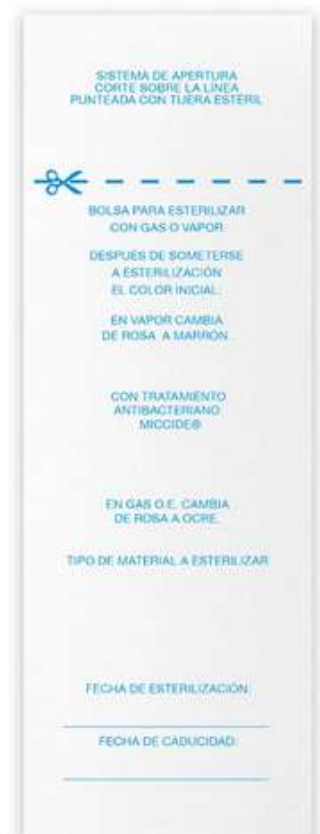 SISTEMA DE APERTURA
CORTE SOBRE LA LINEA
PUNTEADA CON TIJERA ESTÉRIL
BOLSA PARA ESTERILIZAR
CON GAS O VAPOR.
DESPUÉS DE SOMETERSE
A ESTERILIZACIÓN
EL COLOR INICIAL:
EN VAPOR CAMBIA
DE ROSA A MARRÓN.
CON TRATAMIENTO
ANTIBACTERIANO
MICCIDE®
EN GAS O.E. CAMBIA
DE ROSA A OCRE.
TIPO DE MATERIAL A ESTERILIZAR
FECHA DE ESTERILIZACIÓN:
FECHA DE CADUCIDAD: